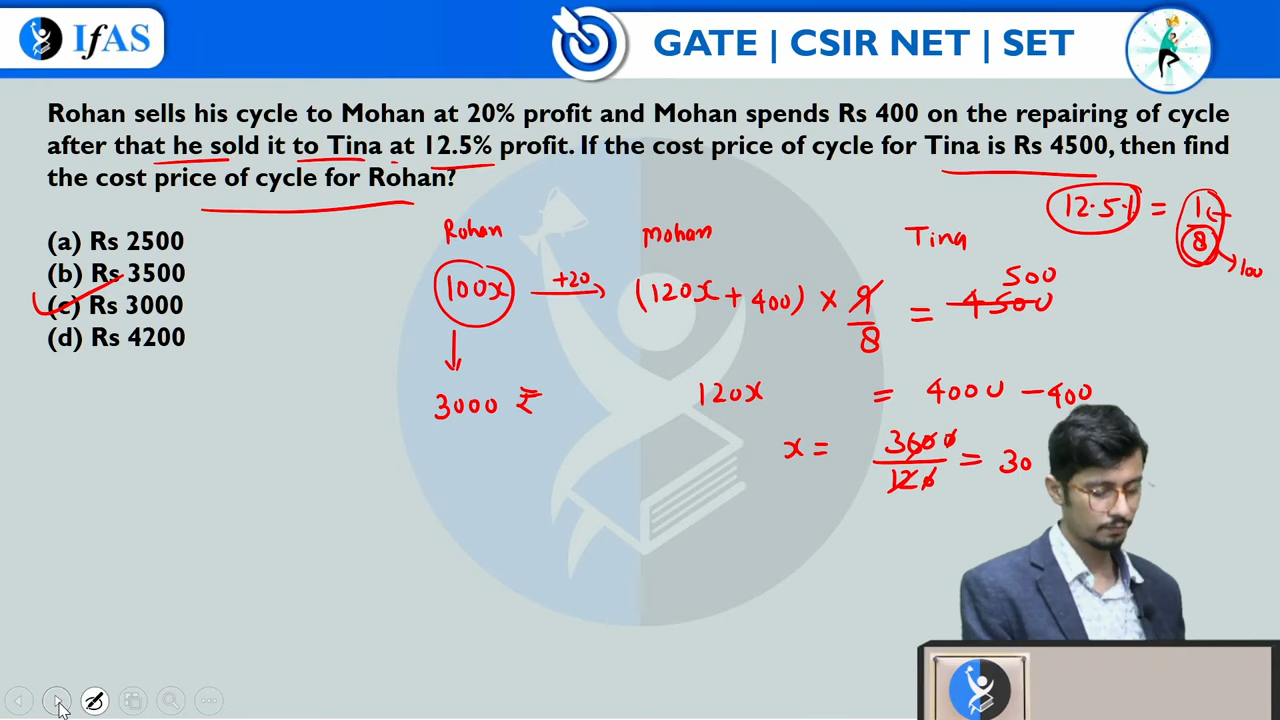 IfAS
GATE | CSIR NET | SET
Rohan sells his cycle to Mohan at 20% profit and Mohan spends Rs 400 on the repairing of cycle
after that he sold it to Tina at 12.5% profit. If the cost price of cycle for Tina is Rs 4500, then find
the cost price of cycle for Rohan?
12.5% = 1/8
100
(a) Rs 2500
(b) Rs 3500
(c) Rs 3000
(d) Rs 4200
Rohan Mohan Tina
500
100x +20 (120x + 400) × 9/8 = 4500
3000 ₹
120x = 4000 - 400
x = 3600/120 = 30